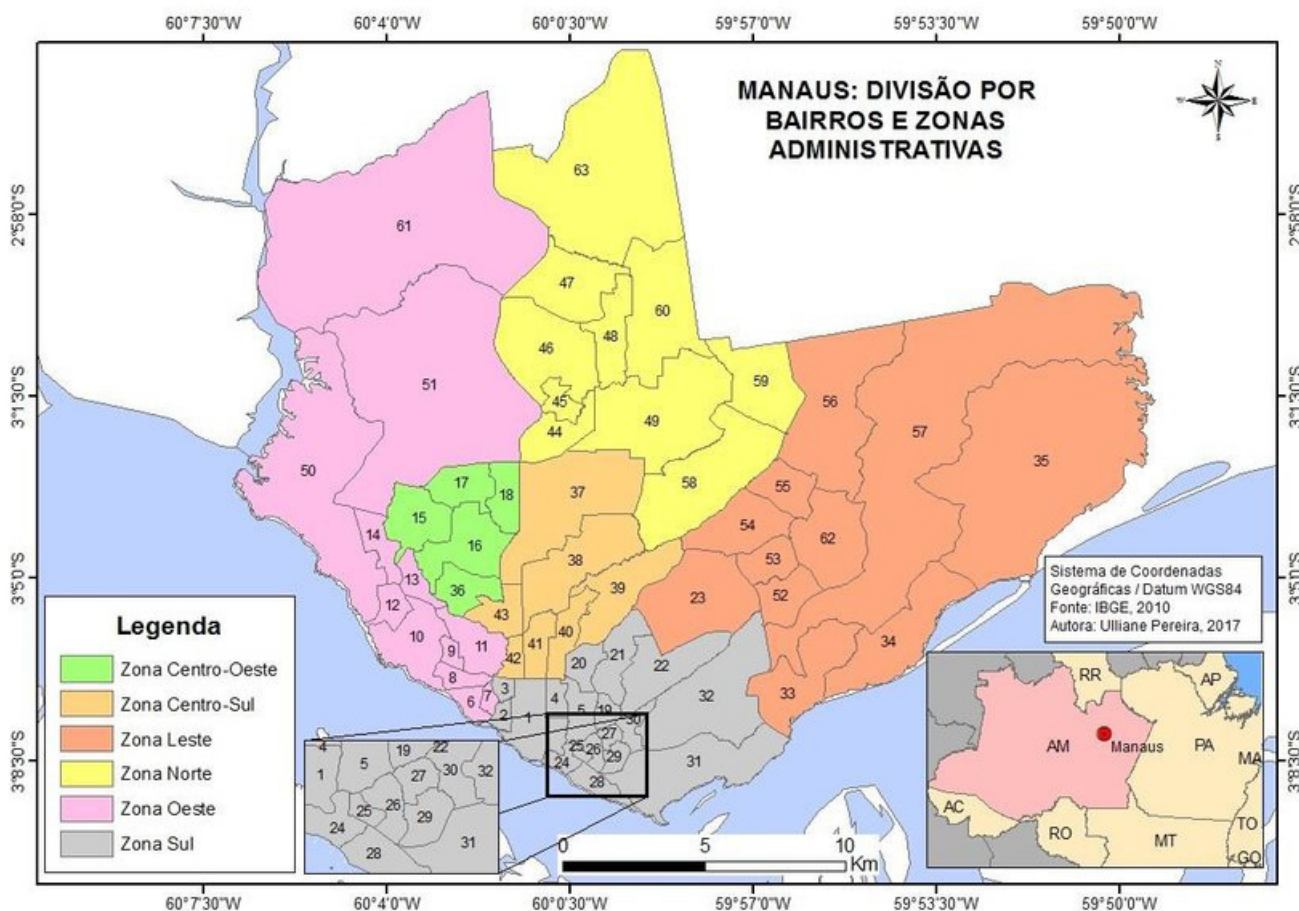 60°7'30"W 60°4'0"W 60°0'30"W 59°57'0"W 59°53'30"W 59°50'0"W
MANAUS: DIVISÃO POR
BAIRROS E ZONAS
ADMINISTRATIVAS
N
W E
S
2°58'0"S 2°58'0"S
3°1'30"S 3°1'30"S
3°5'0"S 3°5'0"S
3°8'30"S 3°8'30"S
63
61
47
60
48
46
51
59
45
56
49
44
57
50
35
37
17
18
58
55
15
14
54
16
62
38
53
13
39
36
23
52
12
43
34
10
11
41
40
42
9
20
21
22
8
3
32
33
6
7
4
2
1
5
19
30
27
25
26
24
29
31
28
Sistema de Coordenadas
Geográficas / Datum WGS84
Fonte: IBGE, 2010
Autora: Ulliane Pereira, 2017
Legenda
Zona Centro-Oeste
Zona Centro-Sul
Zona Leste
Zona Norte
Zona Oeste
Zona Sul
4
19
22
1
5
27
30
32
25
26
29
24
31
28
0 5 10
Km
RR
AP
AM
Manaus
PA
MA
AC
RO
MT
TO
GO
60°7'30"W 60°4'0"W 60°0'30"W 59°57'0"W 59°53'30"W 59°50'0"W